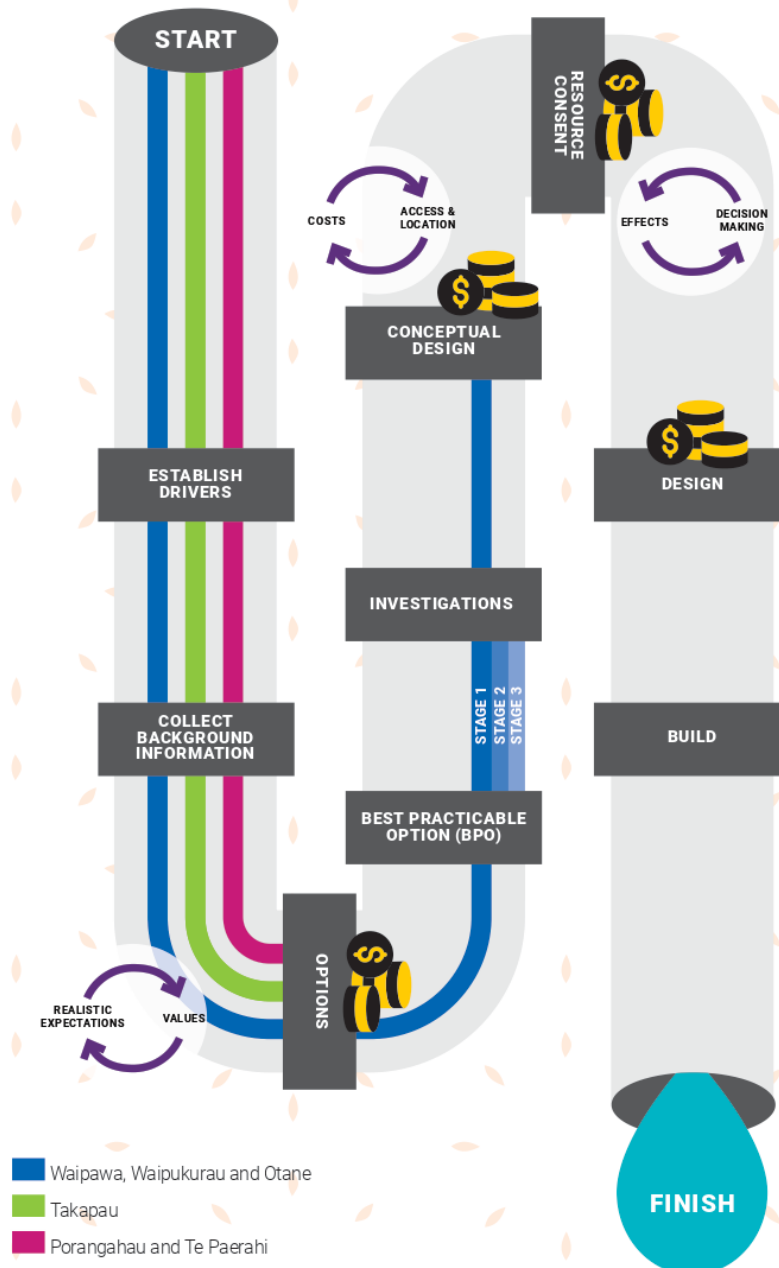 START
ESTABLISH
DRIVERS
COLLECT
BACKGROUND
INFORMATION
REALISTIC
EXPECTATIONS
VALUES
OPTIONS
$
BEST PRACTICABLE
OPTION (BPO)
STAGE 1
STAGE 2
STAGE 3
INVESTIGATIONS
CONCEPTUAL
DESIGN
$
COSTS
ACCESS &
LOCATION
RESOURCE
CONSENT
$
EFFECTS
DECISION
MAKING
DESIGN
$
BUILD
FINISH
Waipawa, Waipukurau and Otane
Takapau
Porangahau and Te Paerahi